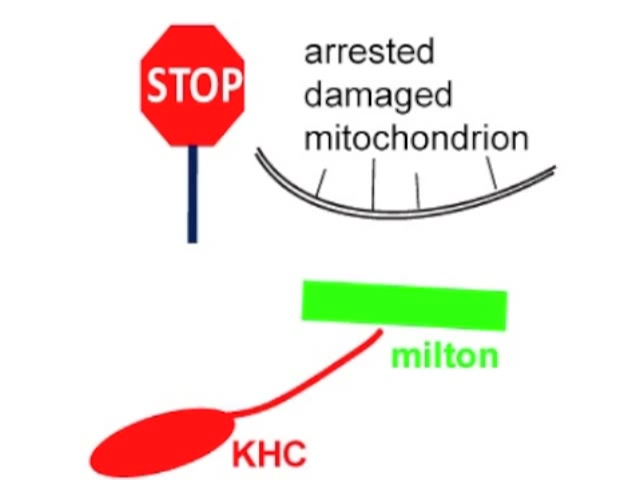 STOP
arrested
damaged
mitochondrion
milton
KHC